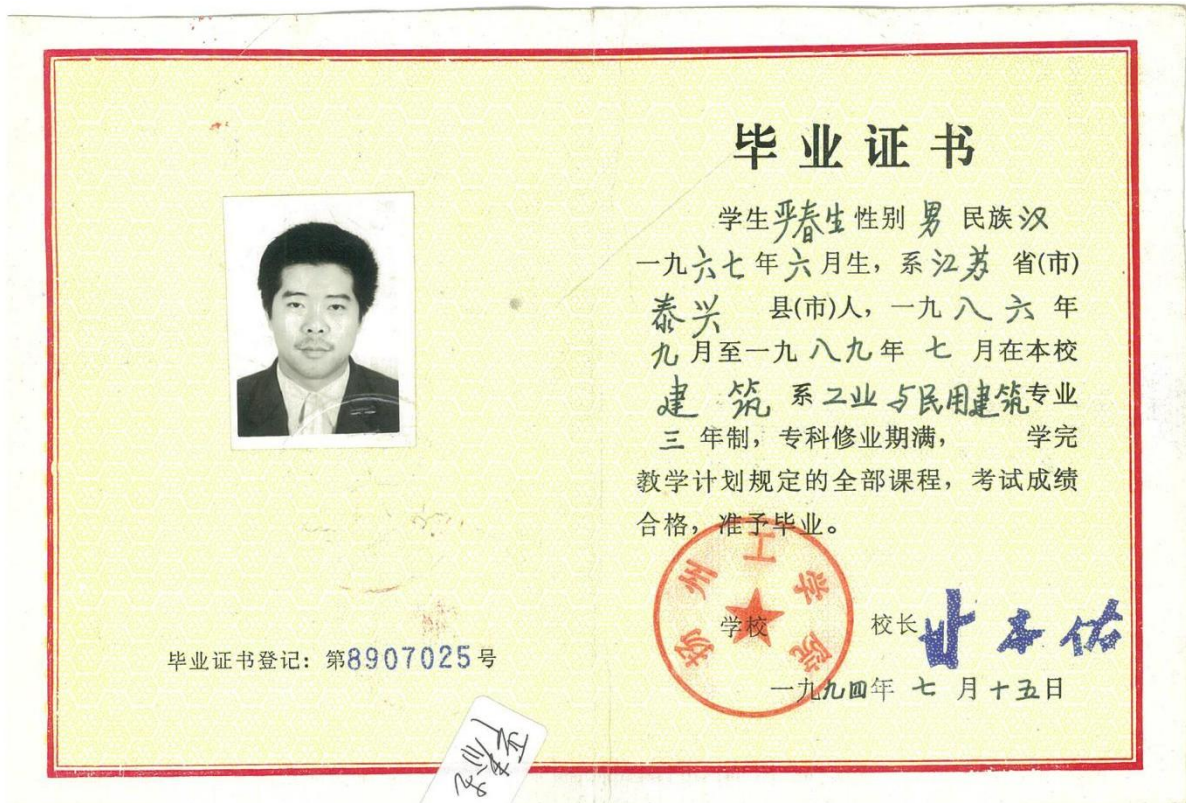 毕业证书
学生严春生性别 男 民族汉
一九六七年六月生，系江苏 省(市)
泰兴 县(市)人，一九八六年
九月至一九八九年 七 月在本校
建 筑 系工业与民用建筑专业
三 年制，专科修业期满， 学完
教学计划规定的全部课程，考试成绩
合格，准予毕业。
扬州工学院
学校 校长
一九九四年 七 月十五日
毕业证书登记：第8907025号